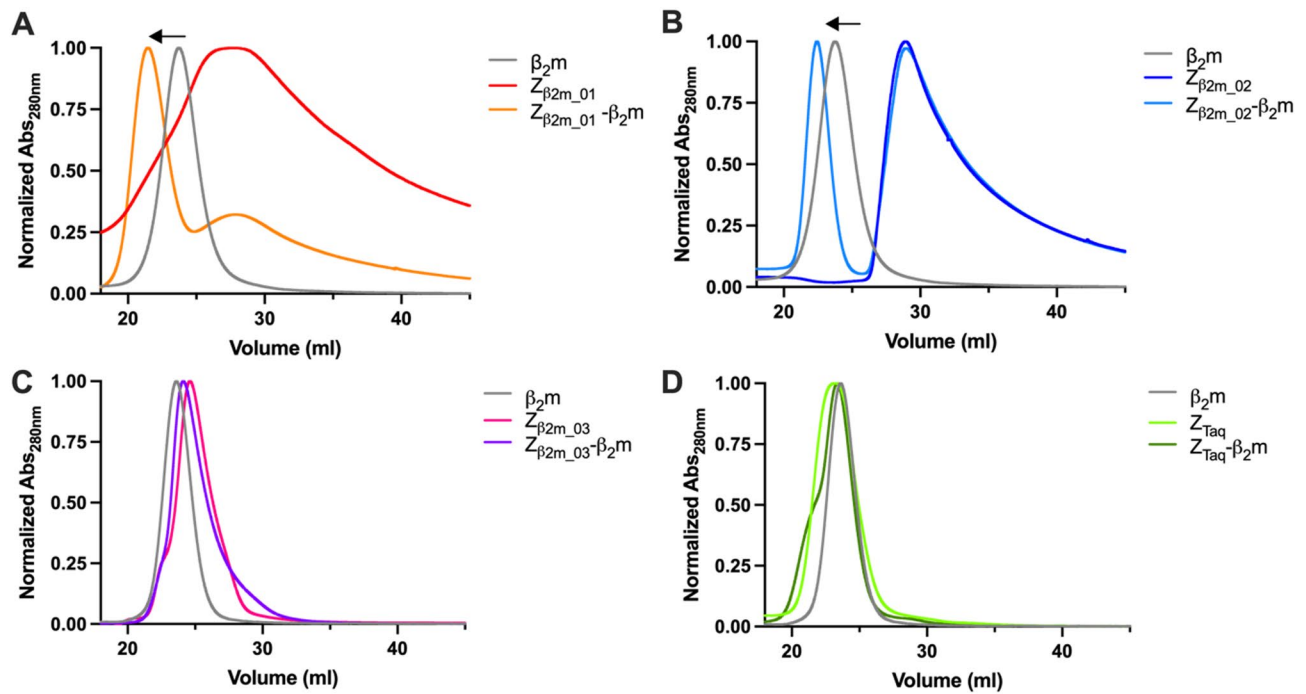 A
1.00
0.75
0.50
0.25
0.00
Normalized Abs280nm
20 30 40
Volume (ml)
β2m
Zβ2m_01
Zβ2m_01-β2m
B
1.00
0.75
0.50
0.25
0.00
Normalized Abs280nm
20 30 40
Volume (ml)
β2m
Zβ2m_02
Zβ2m_02-β2m
C
1.00
0.75
0.50
0.25
0.00
Normalized Abs280nm
20 30 40
Volume (ml)
β2m
Zβ2m_03
Zβ2m_03-β2m
D
1.00
0.75
0.50
0.25
0.00
Normalized Abs280nm
20 30 40
Volume (ml)
β2m
ZTaq
ZTaq-β2m